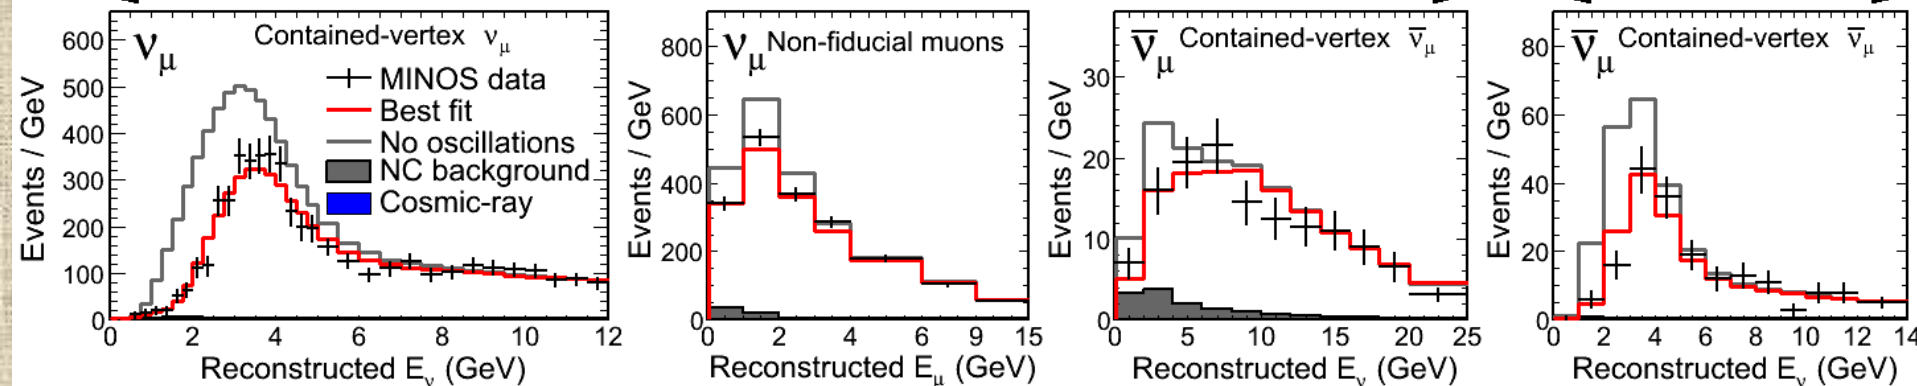 Events / GeV
600
500
400
300
200
100
0
0 2 4 6 8 10 12
Reconstructed Eν (GeV)
νμ
Contained-vertex νμ
MINOS data
Best fit
No oscillations
NC background
Cosmic-ray
Events / GeV
800
600
400
200
0
0 2 4 6 9 15
Reconstructed Eμ (GeV)
νμ Non-fiducial muons
Events / GeV
30
20
10
0
0 5 10 15 20 25
Reconstructed Eν (GeV)
ν̅μ Contained-vertex ν̅μ
Events / GeV
80
60
40
20
0
0 2 4 6 8 10 12 14
Reconstructed Eν (GeV)
ν̅μ Contained-vertex ν̅μ